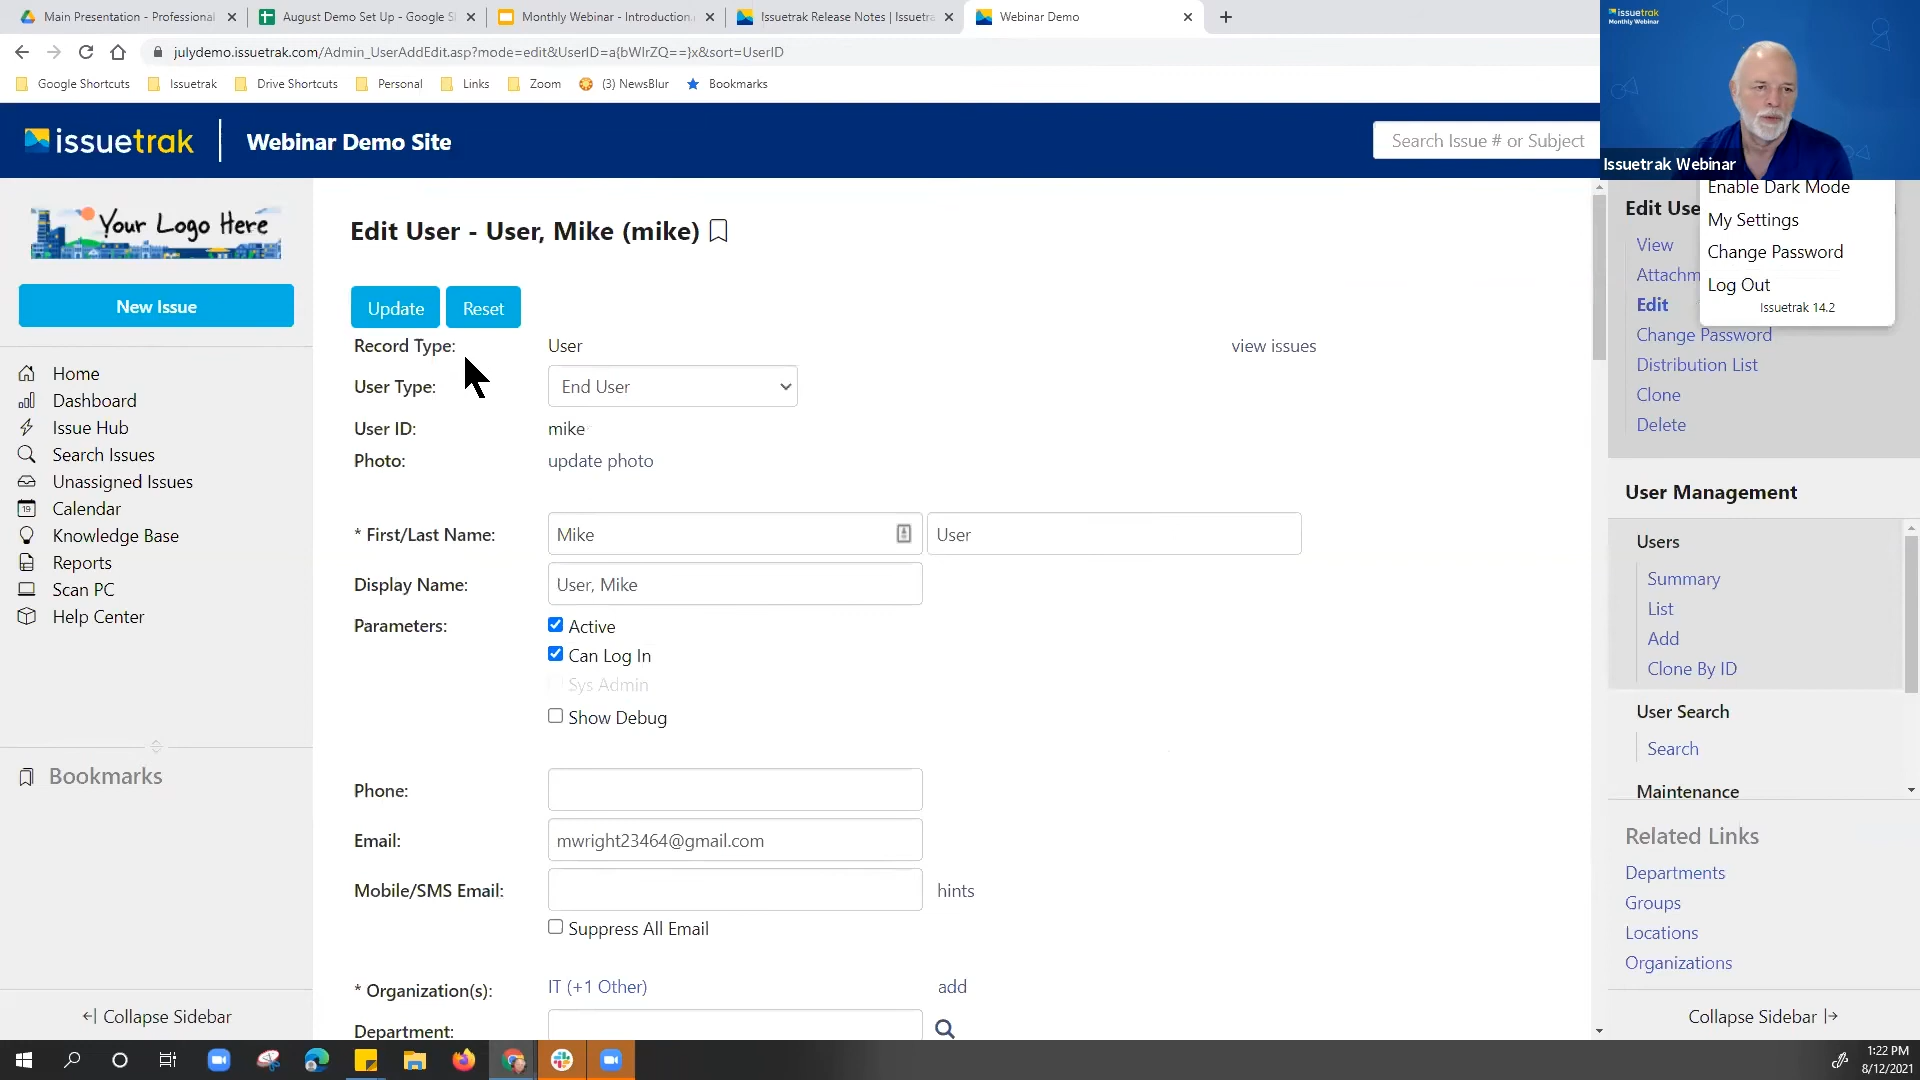 Main Presentation - Professional
August Demo Set Up - Google S
Monthly Webinar - Introduction
Issuetrak Release Notes | Issuetra
Webinar Demo
julydemo.issuetrak.com/Admin_UserAddEdit.asp?mode=edit&UserID=a{bWlrZQ==}x&sort=UserID
Google Shortcuts
Issuetrak
Drive Shortcuts
Personal
Links
Zoom
(3) NewsBlur
Bookmarks
issuetrak
Monthly Webinar
Issuetrak Webinar
issuetrak
Webinar Demo Site
Search Issue # or Subject
Your Logo Here
New Issue
Home
Dashboard
Issue Hub
Search Issues
Unassigned Issues
19
Calendar
Knowledge Base
Reports
Scan PC
Help Center
Bookmarks
Collapse Sidebar
Edit User - User, Mike (mike)
Update
Reset
Record Type:
User
view issues
User Type:
End User
User ID:
mike
Photo:
update photo
* First/Last Name:
Mike
User
Display Name:
User, Mike
Parameters:
Active
Can Log In
Sys Admin
Show Debug
Phone:
Email:
mwright23464@gmail.com
Mobile/SMS Email:
hints
Suppress All Email
* Organization(s):
IT (+1 Other)
add
Department:
Enable Dark Mode
My Settings
Change Password
Log Out
Issuetrak 14.2
Edit Use
View
Attachm
Edit
Change Password
Distribution List
Clone
Delete
User Management
Users
Summary
List
Add
Clone By ID
User Search
Search
Maintenance
Related Links
Departments
Groups
Locations
Organizations
Collapse Sidebar
1:22 PM
8/12/2021